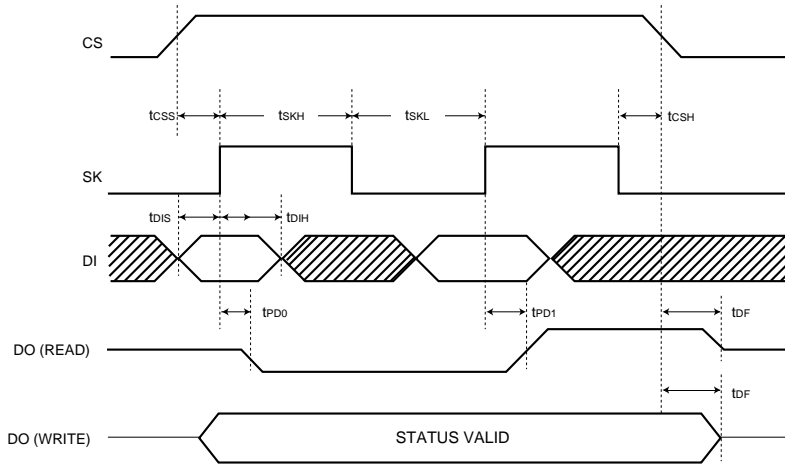 CS
tCSS
tSKH
tSKL
tCSH
SK
tDIS
tDIH
DI
tPD0
tPD1
tDF
DO (READ)
tDF
DO (WRITE)
STATUS VALID